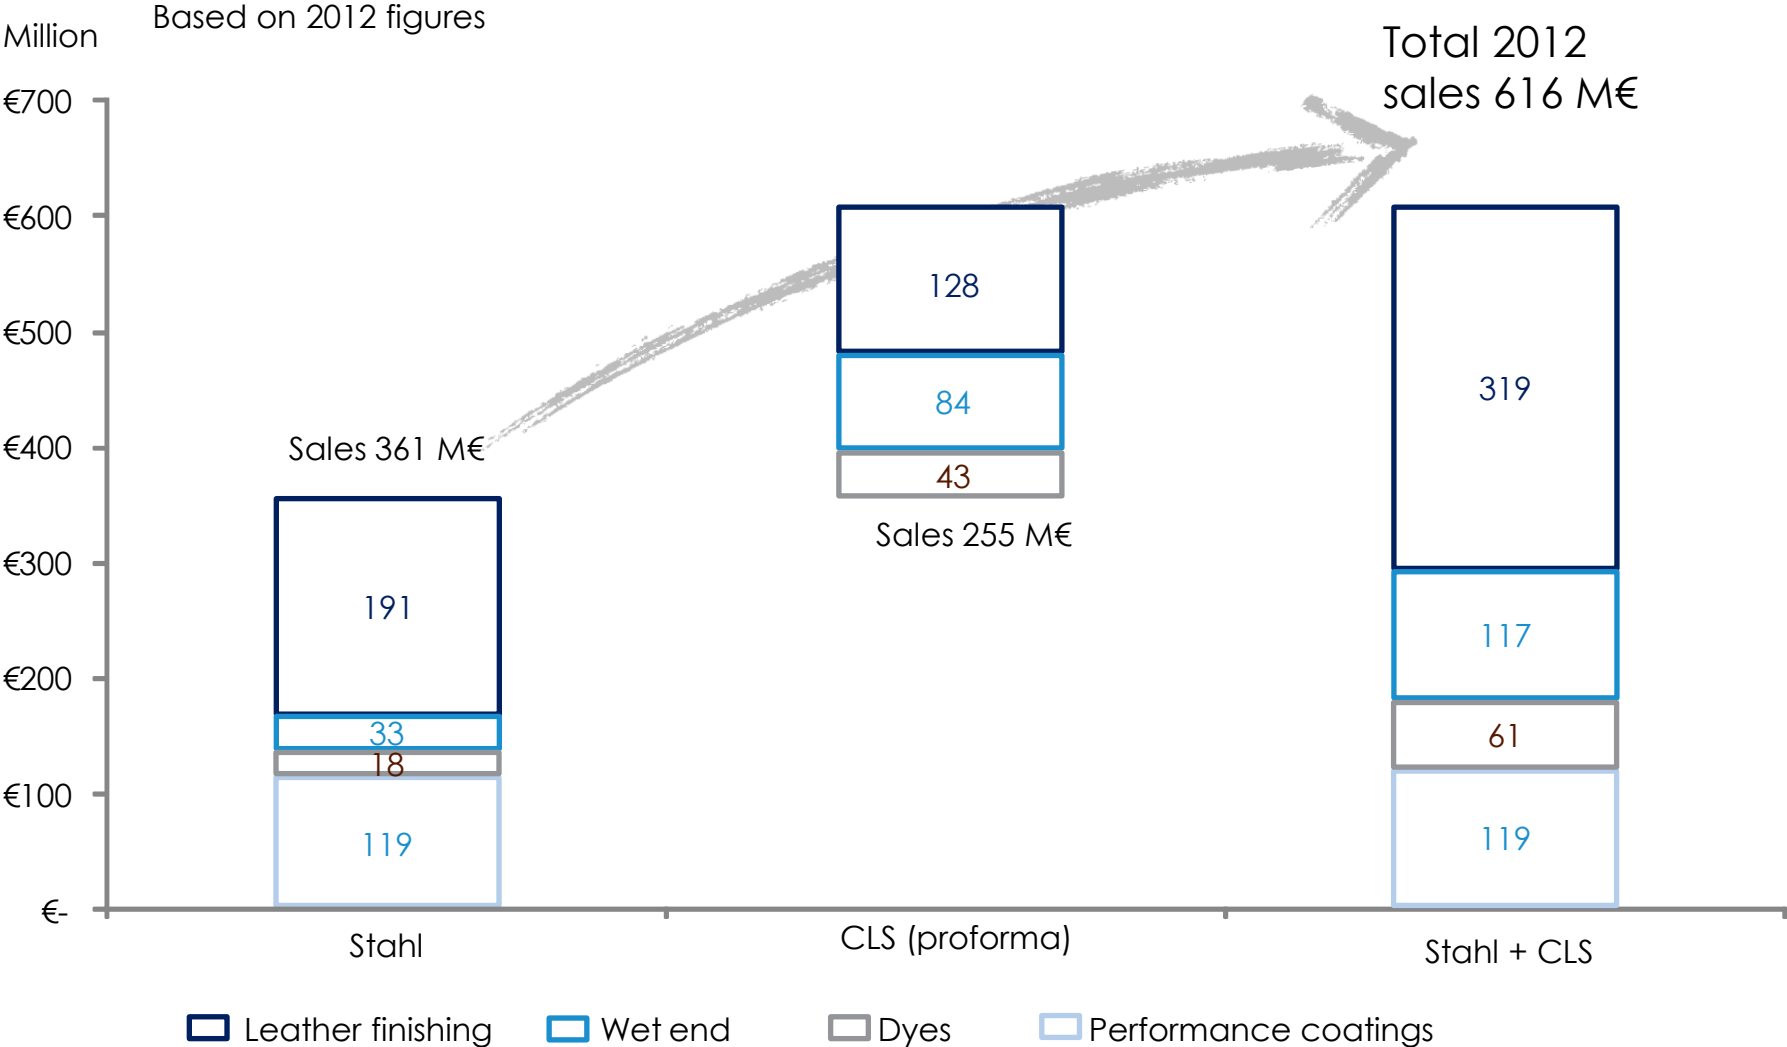 Based on 2012 figures
Million
Total 2012
sales 616 M€
€700
€600
€500
€400
€300
€200
€100
€-
Sales 361 M€
191
33
18
119
128
84
43
Sales 255 M€
319
117
61
119
Stahl
CLS (proforma)
Stahl + CLS
Leather finishing
Wet end
Dyes
Performance coatings